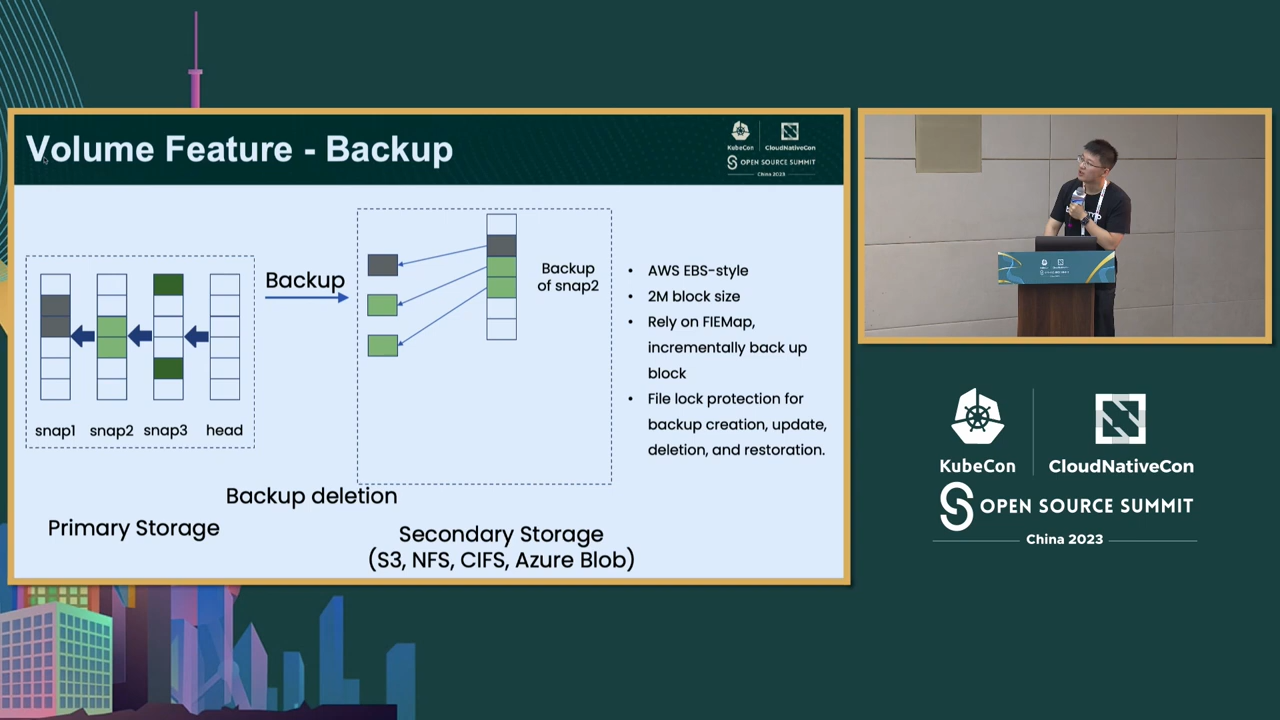 Volume Feature - Backup
KubeCon
CloudNativeCon
OPEN SOURCE SUMMIT
China 2023
snap1
snap2
snap3
head
Backup
Backup
of snap2
• AWS EBS-style
• 2M block size
• Rely on FIEMap,
incrementally back up
block
• File lock protection for
backup creation, update,
deletion, and restoration.
Backup deletion
Primary Storage
Secondary Storage
(S3, NFS, CIFS, Azure Blob)
KubeCon
CloudNativeCon
OPEN SOURCE SUMMIT
China 2023